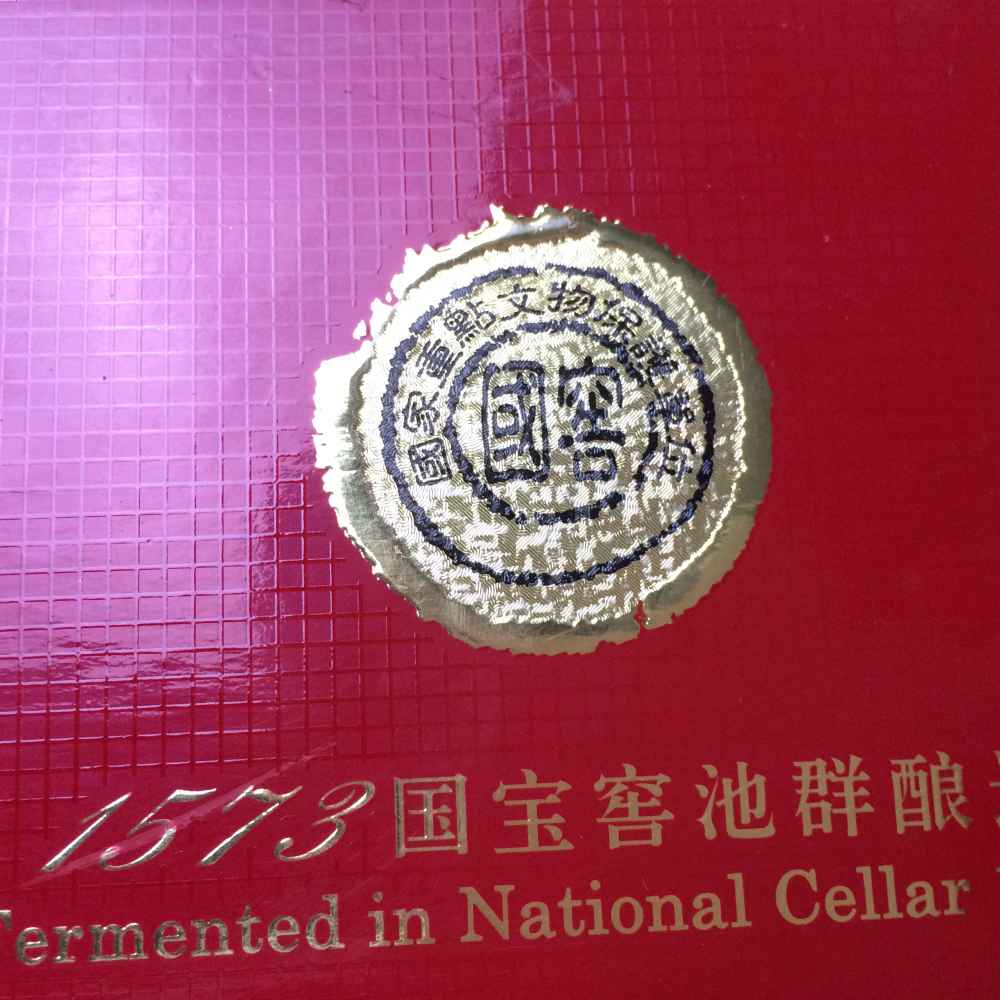 國家重點文物保護單位
國窖
1573国宝窖池群酿
Fermented in National Cellar